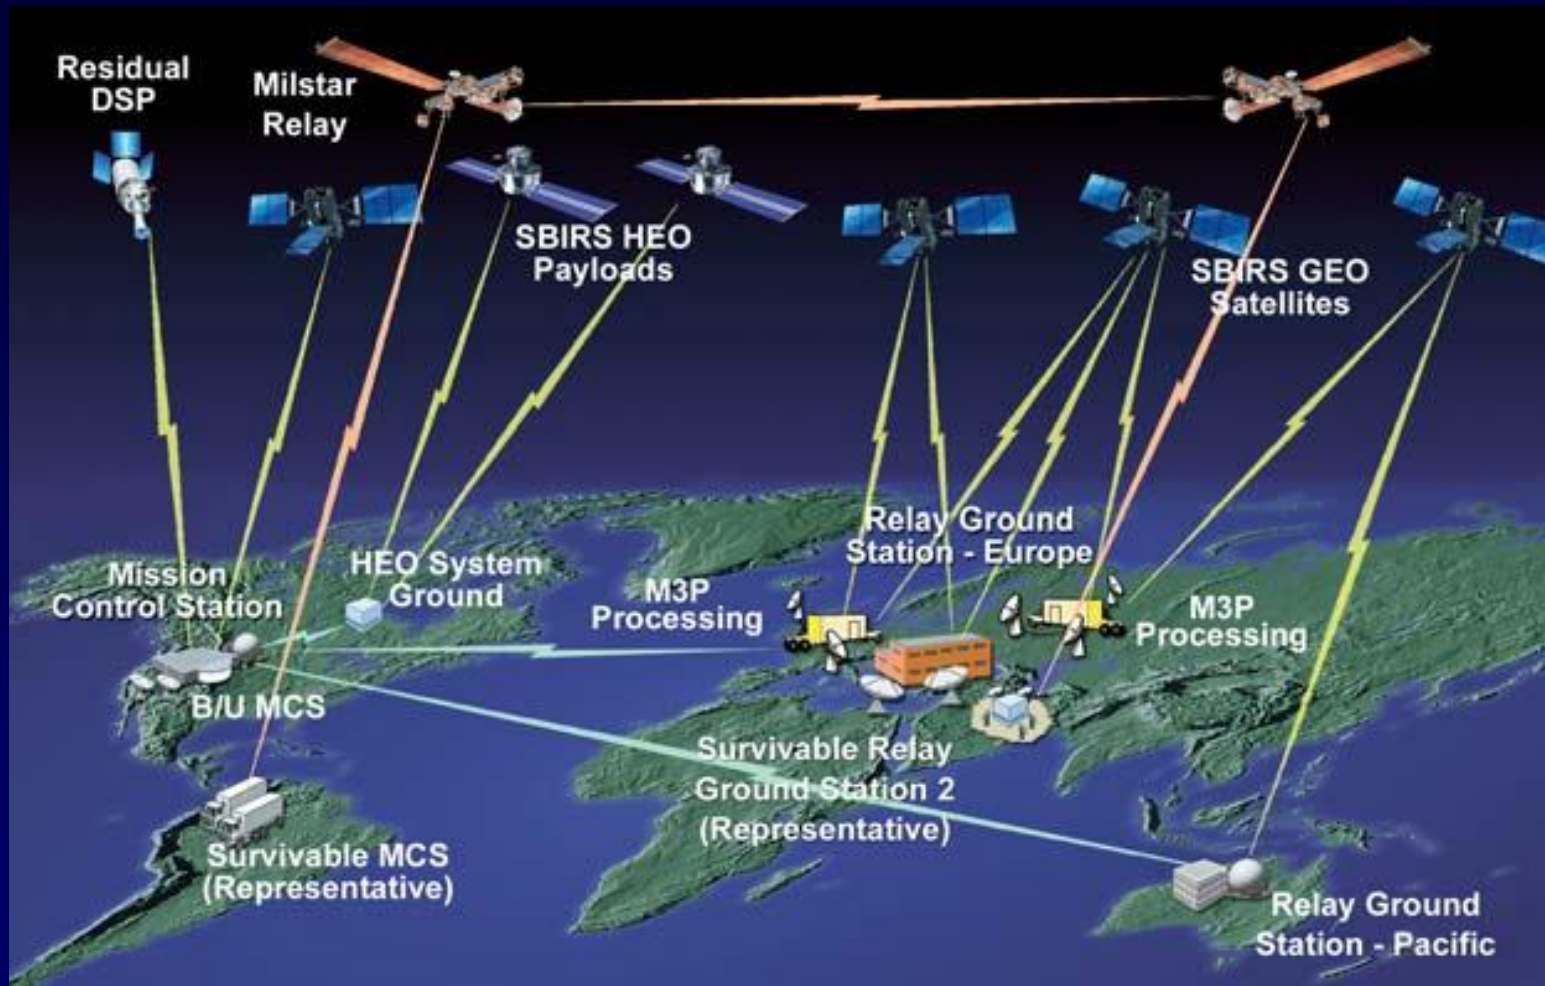 Residual
DSP
Milstar
Relay
SBIRS HEO
Payloads
SBIRS GEO
Satellites
Mission
Control Station
HEO System
Ground
M3P
Processing
Relay Ground
Station - Europe
M3P
Processing
B/U MCS
Survivable Relay
Ground Station 2
(Representative)
Survivable MCS
(Representative)
Relay Ground
Station - Pacific